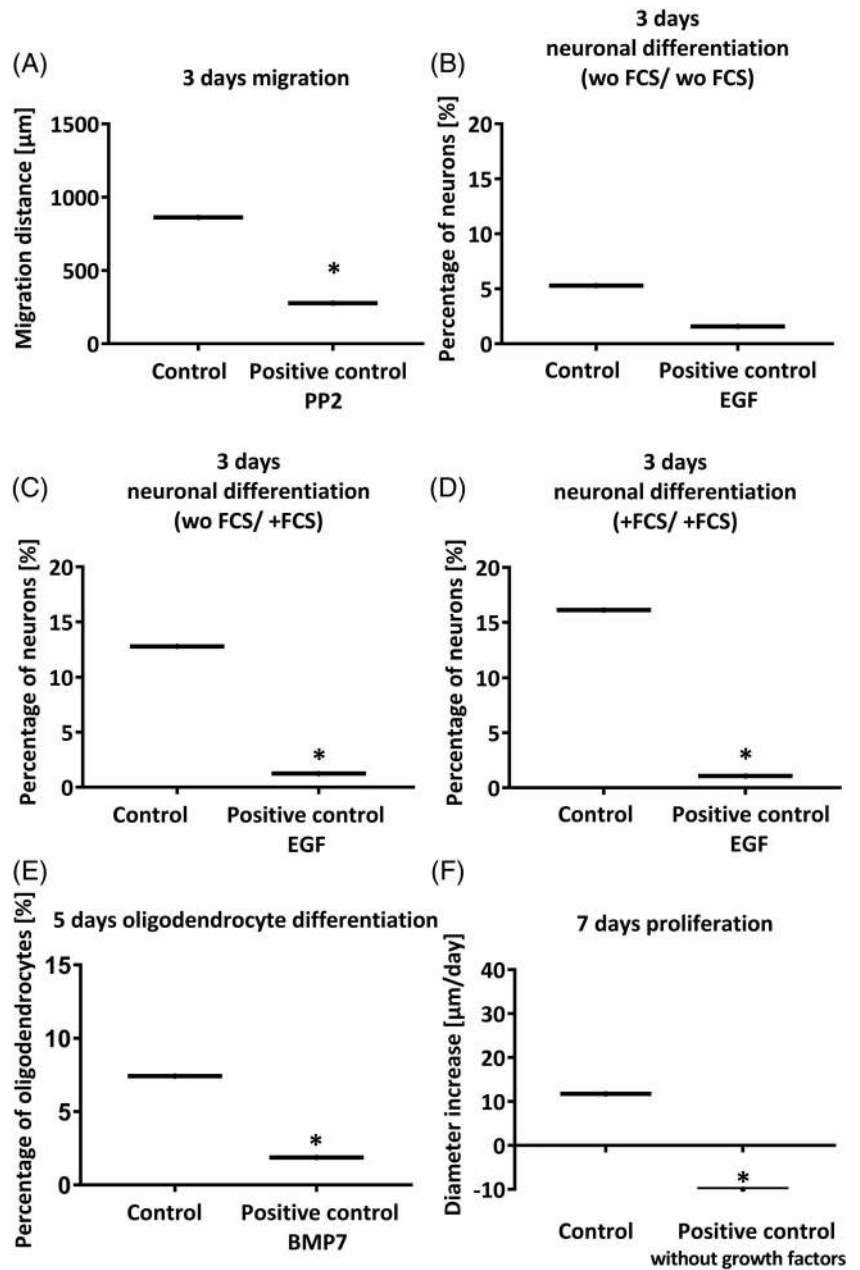 (A)
3 days migration
Migration distance [µm]
1500
1000
500
0
*
Control
Positive control
PP2
(B)
3 days
neuronal differentiation
(wo FCS/ wo FCS)
Percentage of neurons [%]
20
15
10
5
0
Control
Positive control
EGF
(C)
3 days
neuronal differentiation
(wo FCS/ +FCS)
Percentage of neurons [%]
20
15
10
5
0
*
Control
Positive control
EGF
(D)
3 days
neuronal differentiation
(+FCS/ +FCS)
Percentage of neurons [%]
20
15
10
5
0
*
Control
Positive control
EGF
(E)
5 days oligodendrocyte differentiation
Percentage of oligodendrocytes [%]
15
10
5
0
*
Control
Positive control
BMP7
(F)
7 days proliferation
Diameter increase [µm/day]
40
30
20
10
0
-10
*
Control
Positive control
without growth factors